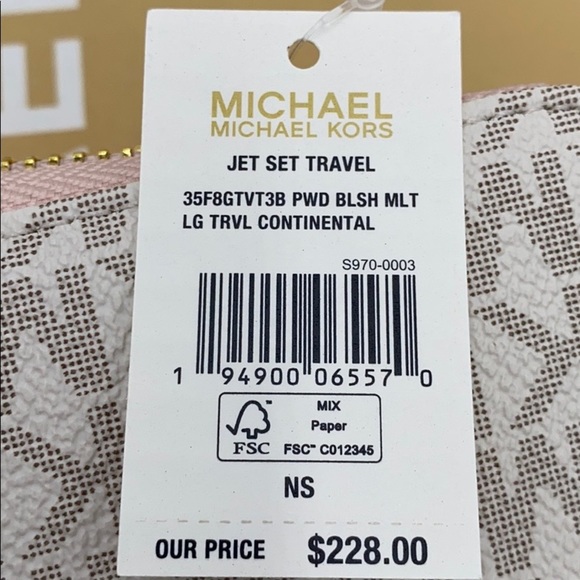 MICHAEL
MICHAEL KORS
JET SET TRAVEL
35F8GTVT3B PWD BLSH MLT
LG TRVL CONTINENTAL
S970-0003
1 94900 06557 0
FSC
MIX
Paper
FSC™ C012345
NS
OUR PRICE $228.00